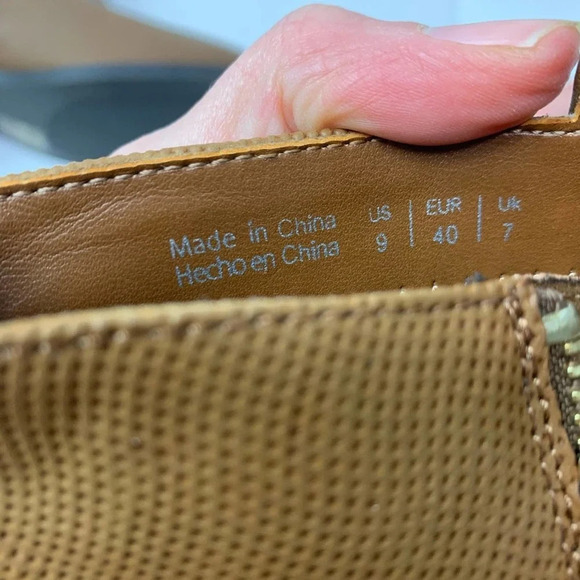 Made in China
Hecho en China
US 9 | EUR 40 | Uk 7